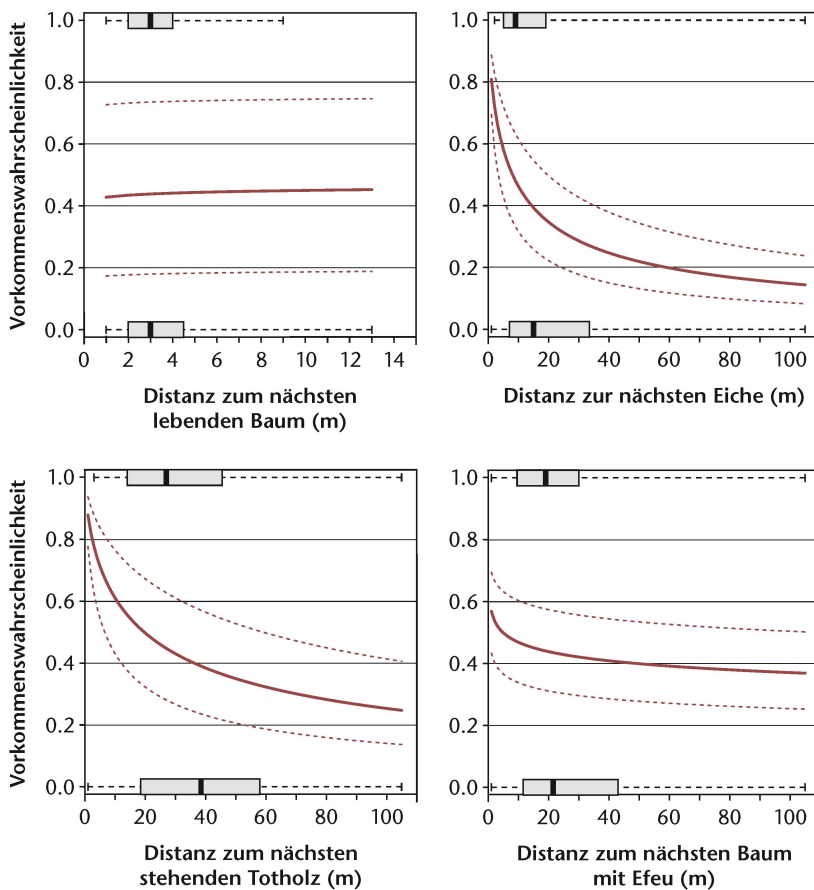 Vorkommenswahrscheinlichkeit
1.0
0.8
0.6
0.4
0.2
0.0
0 2 4 6 8 10 12 14
Distanz zum nächsten
lebenden Baum (m)
1.0
0.8
0.6
0.4
0.2
0.0
0 20 40 60 80 100
Distanz zur nächsten Eiche (m)
Vorkommenswahrscheinlichkeit
1.0
0.8
0.6
0.4
0.2
0.0
0 20 40 60 80 100
Distanz zum nächsten
stehenden Totholz (m)
1.0
0.8
0.6
0.4
0.2
0.0
0 20 40 60 80 100
Distanz zum nächsten Baum
mit Efeu (m)